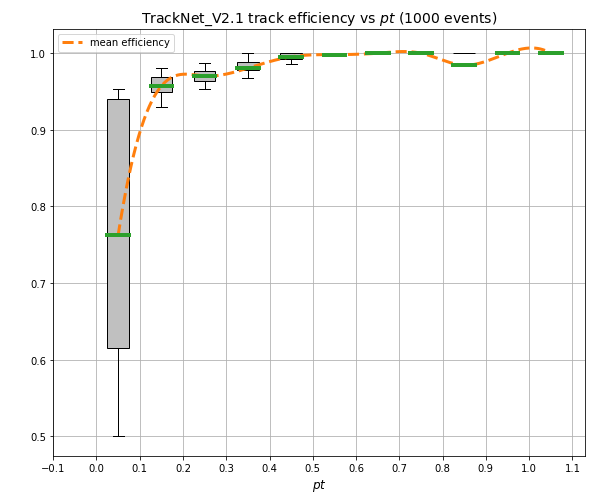 TrackNet_V2.1 track efficiency vs pt (1000 events)
mean efficiency
1.0
0.9
0.8
0.7
0.6
0.5
-0.1 0.0 0.1 0.2 0.3 0.4 0.5 0.6 0.7 0.8 0.9 1.0 1.1
pt